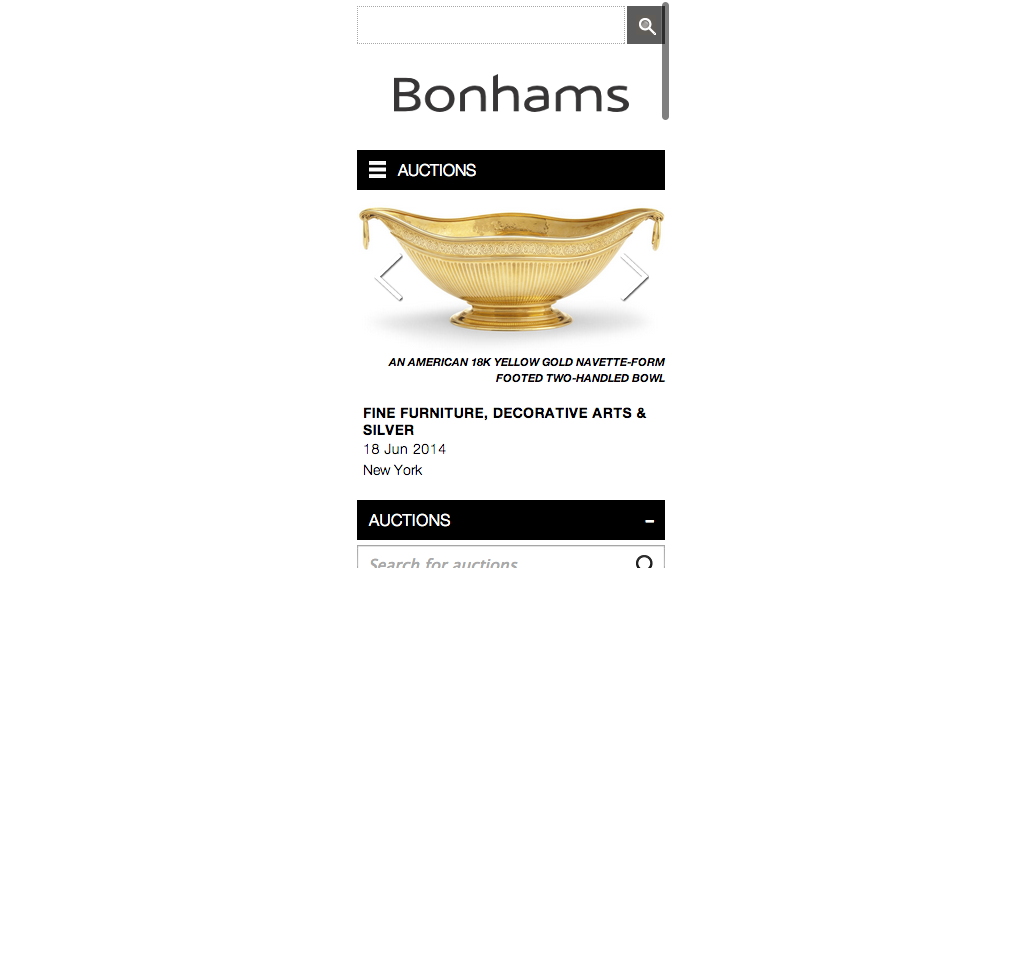 Bonhams
AUCTIONS
AN AMERICAN 18K YELLOW GOLD NAVETTE-FORM
FOOTED TWO-HANDLED BOWL
FINE FURNITURE, DECORATIVE ARTS &
SILVER
18 Jun 2014
New York
AUCTIONS
Search for auctions